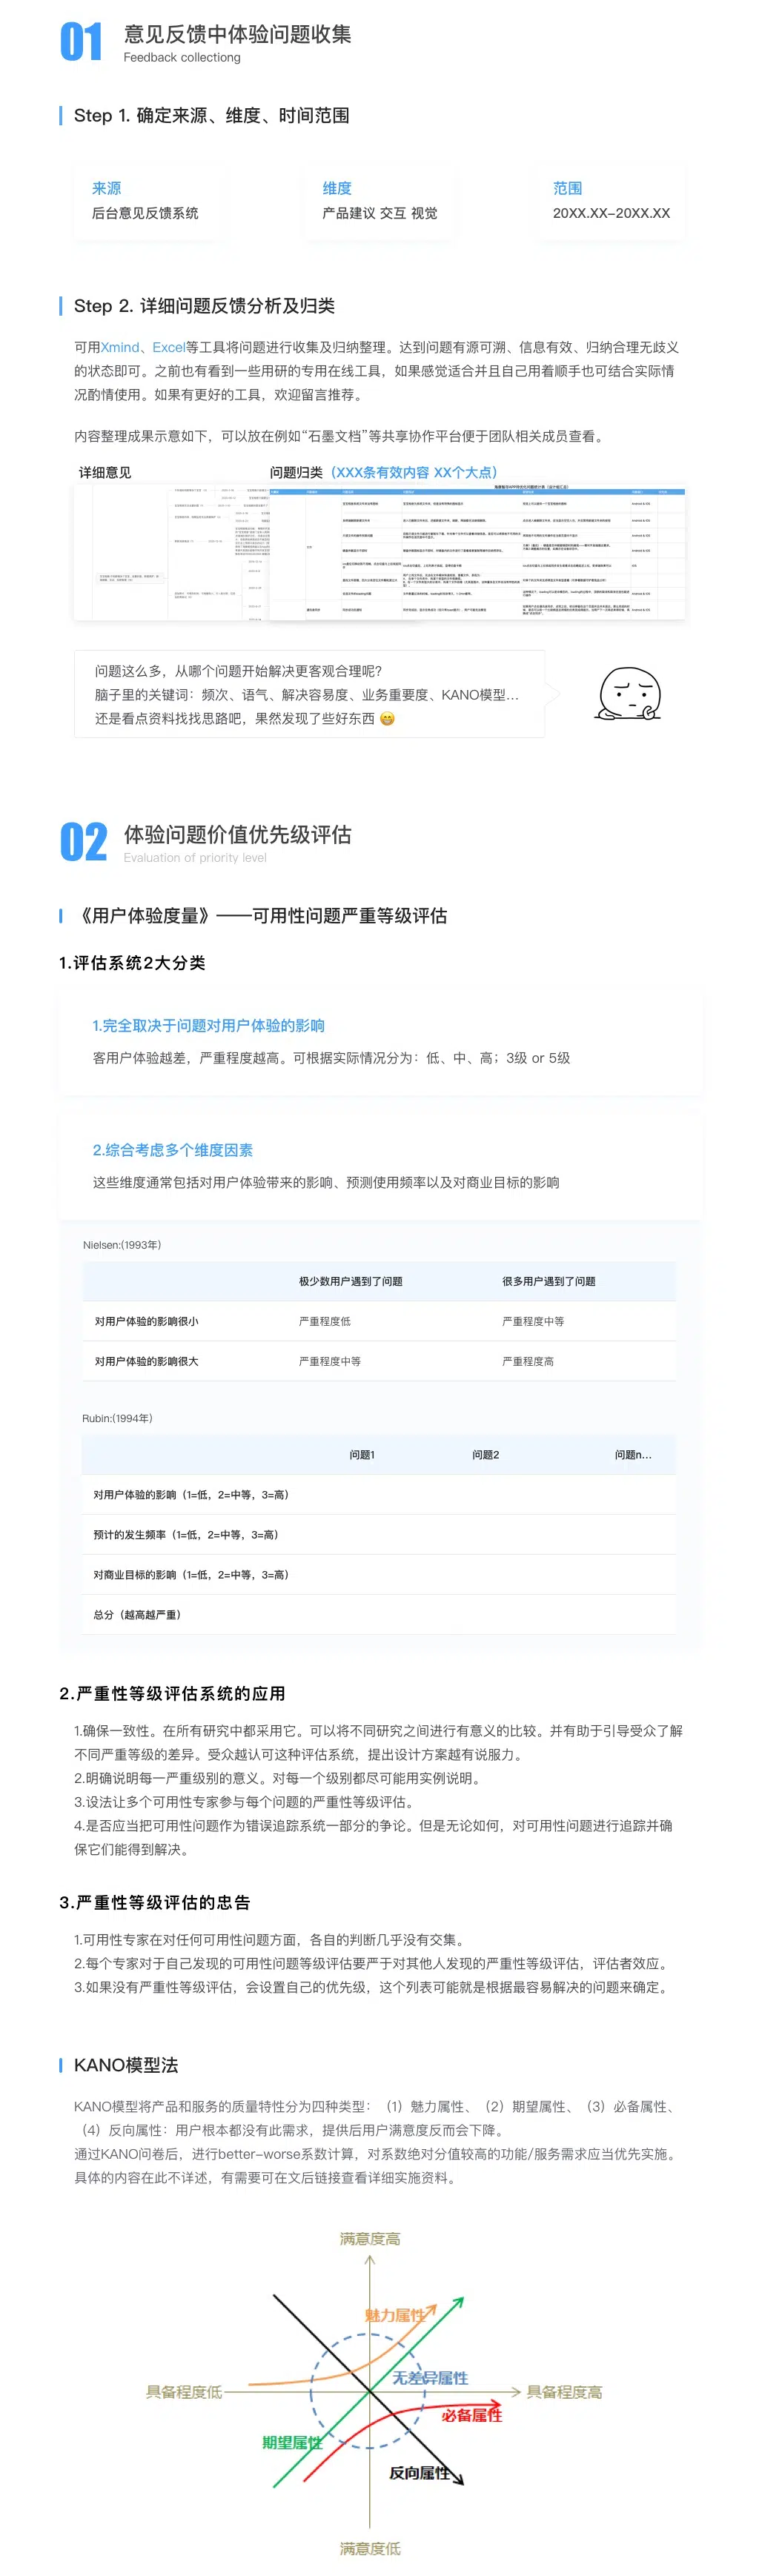 01
意见反馈中体验问题收集
Feedback collectiong
Step 1. 确定来源、维度、时间范围
来源
后台意见反馈系统
维度
产品建议 交互 视觉
范围
20XX.XX-20XX.XX
Step 2. 详细问题反馈分析及归类
可用Xmind、Excel等工具将问题进行收集及归纳整理。达到问题有源可溯、信息有效、归纳合理无歧义
的状态即可。之前也有看到一些用研的专用在线工具，如果感觉适合并且自己用着顺手也可结合实际情
况酌情使用。如果有更好的工具，欢迎留言推荐。
内容整理成果示意如下，可以放在例如“石墨文档”等共享协作平台便于团队相关成员查看。
详细意见
问题归类（XXX条有效内容 XX个大点）
问题这么多，从哪个问题开始解决更客观合理呢？
脑子里的关键词：频次、语气、解决容易度、业务重要度、KANO模型...
还是看点资料找找思路吧，果然发现了些好东西 😀
02
体验问题价值优先级评估
Evaluation of priority level
《用户体验度量》——可用性问题严重等级评估
1.评估系统2大分类
1.完全取决于问题对用户体验的影响
客用户体验越差，严重程度越高。可根据实际情况分为：低、中、高；3级 or 5级
2.综合考虑多个维度因素
这些维度通常包括对用户体验带来的影响、预测使用频率以及对商业目标的影响
Nielsen:(1993年)
极少数用户遇到了问题
很多用户遇到了问题
对用户体验的影响很小
严重程度低
严重程度中等
对用户体验的影响很大
严重程度中等
严重程度高
Rubin:(1994年)
问题1
问题2
问题n...
对用户体验的影响（1=低，2=中等，3=高）
预计的发生频率（1=低，2=中等，3=高）
对商业目标的影响（1=低，2=中等，3=高）
总分（越高越严重）
2.严重性等级评估系统的应用
1.确保一致性。在所有研究中都采用它。可以将不同研究之间进行有意义的比较。并有助于引导受众了解
不同严重等级的差异。受众越认可这种评估系统，提出设计方案越有说服力。
2.明确说明每一严重级别的意义。对每一个级别都尽可能用实例说明。
3.设法让多个可用性专家参与每个问题的严重性等级评估。
4.是否应当把可用性问题作为错误追踪系统一部分的争论。但是无论如何，对可用性问题进行追踪并确
保它们能得到解决。
3.严重性等级评估的忠告
1.可用性专家在对任何可用性问题方面，各自的判断几乎没有交集。
2.每个专家对于自己发现的可用性问题等级评估要严于对其他人发现的严重性等级评估，评估者效应。
3.如果没有严重性等级评估，会设置自己的优先级，这个列表可能就是根据最容易解决的问题来确定。
KANO模型法
KANO模型将产品和服务的质量特性分为四种类型：（1）魅力属性、（2）期望属性、（3）必备属性、
（4）反向属性：用户根本都没有此需求，提供后用户满意度反而会下降。
通过KANO问卷后，进行better-worse系数计算，对系数绝对分值较高的功能/服务需求应当优先实施。
具体的内容在此不详述，有需要可在文后链接查看详细实施资料。
满意度高
魅力属性
无差异属性
具备程度低
具备程度高
必备属性
期望属性
反向属性
满意度低